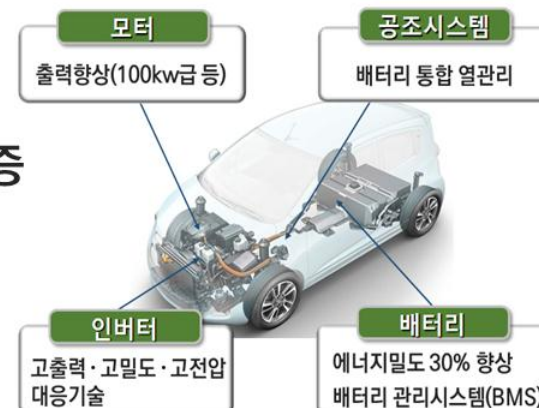 모터
출력향상(100kw급 등)
공조시스템
배터리 통합 열관리
증
인버터
고출력·고밀도·고전압
대응기술
배터리
에너지밀도 30% 향상
배터리 관리시스템(BMS)